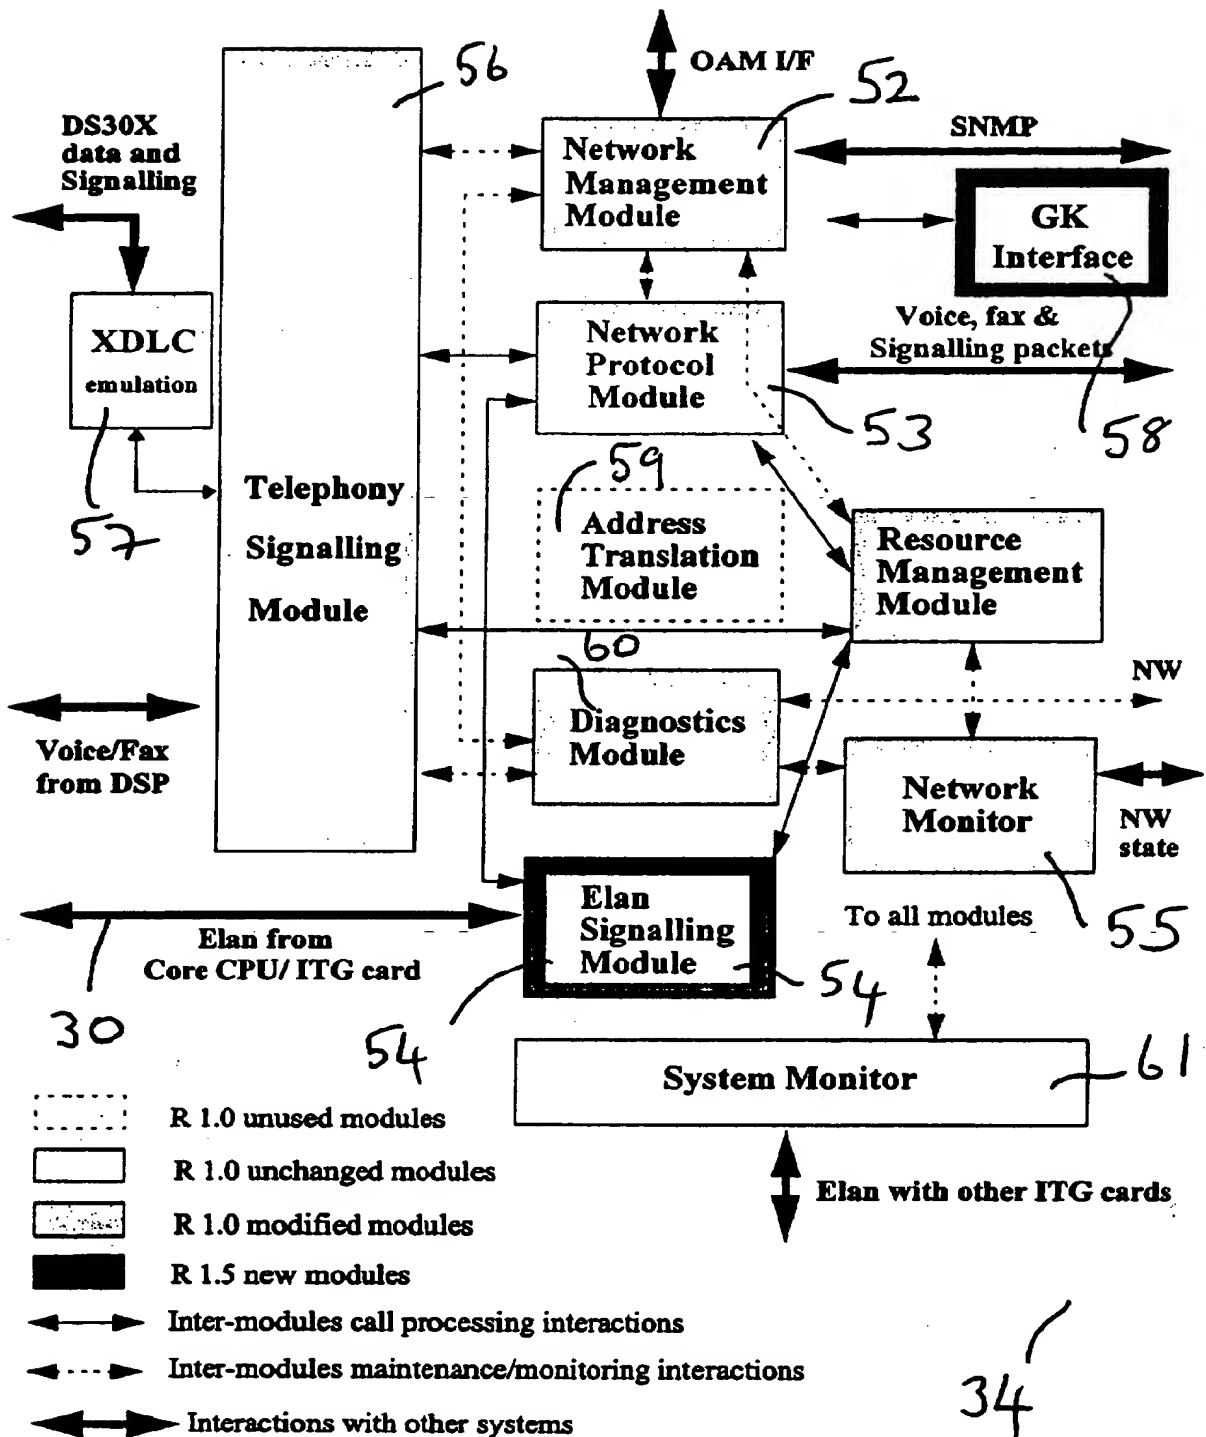 56
OAM I/F
52
DS30X
data and
Signalling
Network
Management
Module
SNMP
GK
Interface
XDLC
emulation
Network
Protocol
Module
Voice, fax &
Signalling packets
53
58
57
59
Telephony
Signalling
Module
Address
Translation
Module
Resource
Management
Module
60
NW
Voice/Fax
from DSP
Diagnostics
Module
Network
Monitor
NW
state
55
Elan
Signalling
Module
To all modules
Elan from
Core CPU/ ITG card
30
54
54
System Monitor
61
R 1.0 unused modules
R 1.0 unchanged modules
Elan with other ITG cards
R 1.0 modified modules
R 1.5 new modules
Inter-modules call processing interactions
Inter-modules maintenance/monitoring interactions
Interactions with other systems
34